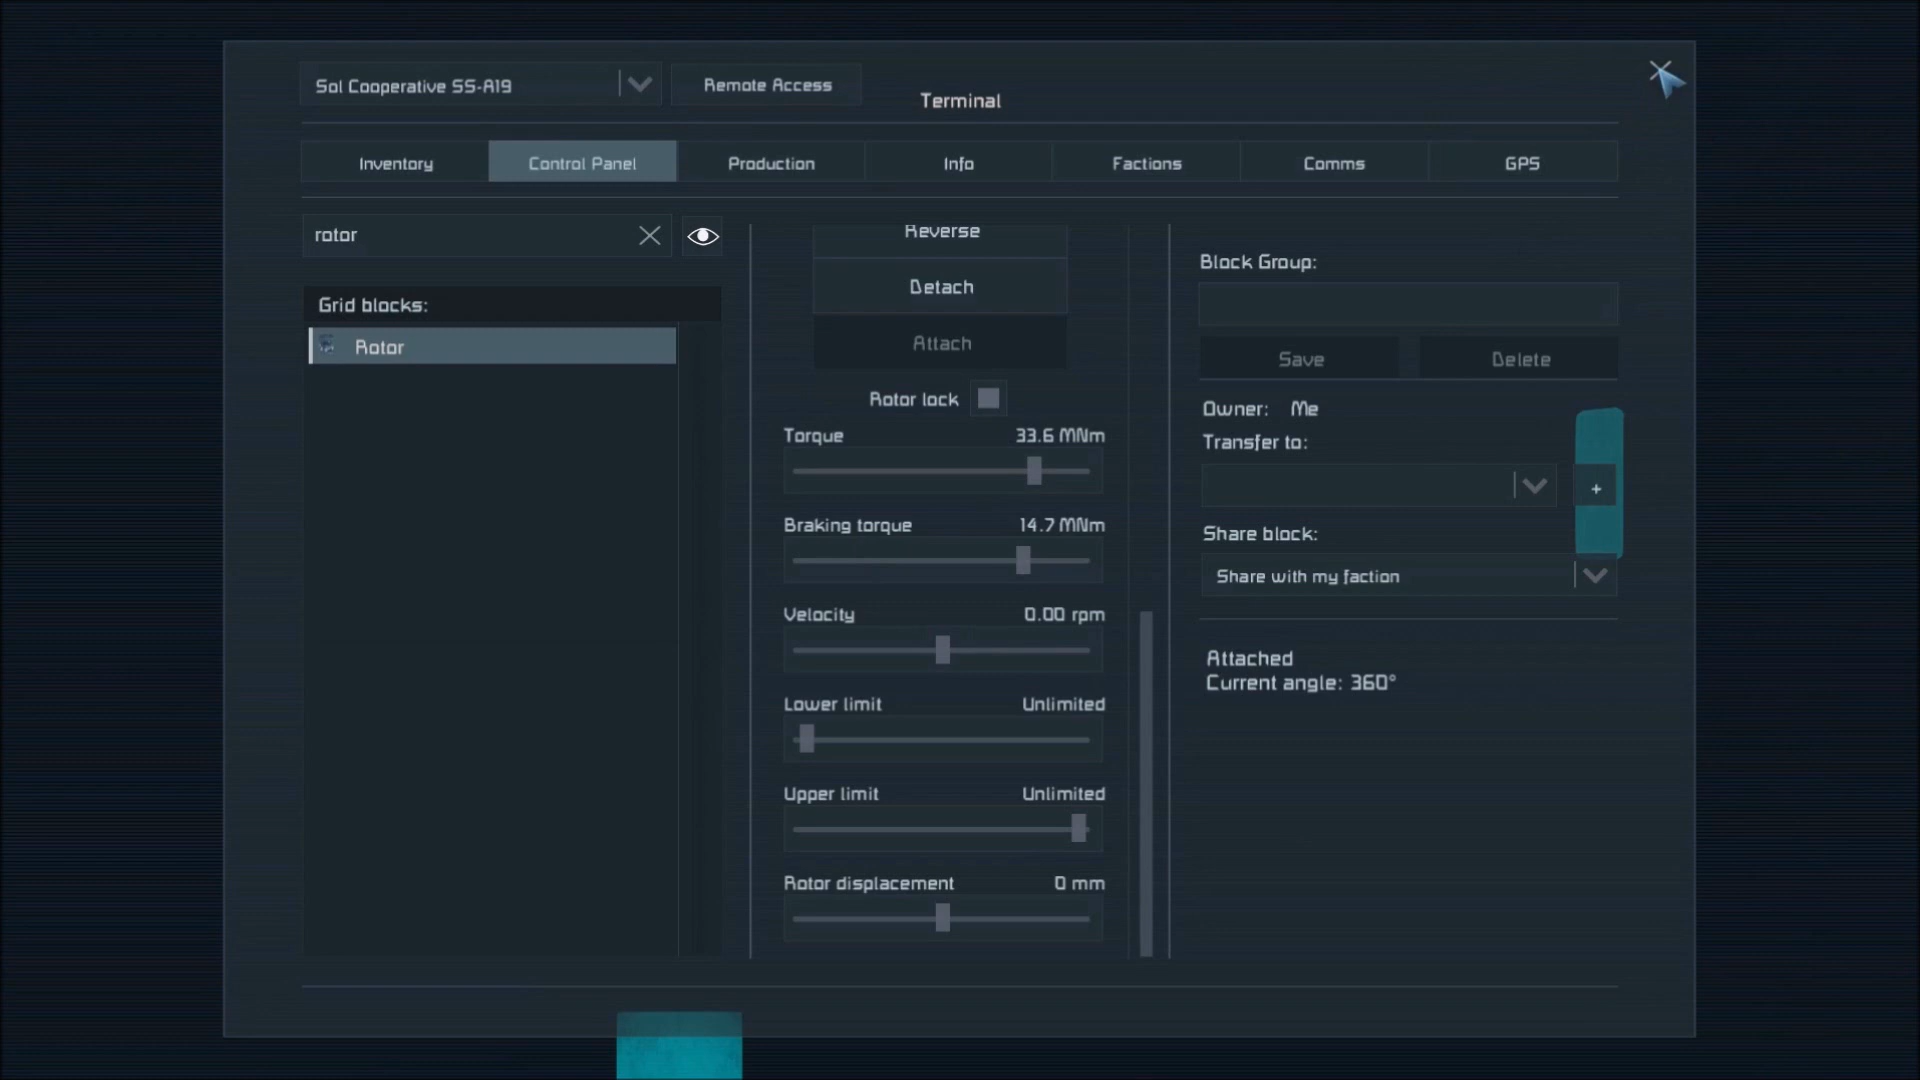 Sol Cooperative SS-A19
Remote Access
Terminal
Inventory
Control Panel
Production
Info
Factions
Comms
GPS
rotor
Grid blocks:
Rotor
Reverse
Detach
Attach
Rotor lock
Torque 33.6 MNm
Braking torque 14.7 MNm
Velocity 0.00 rpm
Lower limit Unlimited
Upper limit Unlimited
Rotor displacement 0 mm
Block Group:
Save
Delete
Owner: Me
Transfer to:
+
Share block:
Share with my faction
Attached
Current angle: 360°